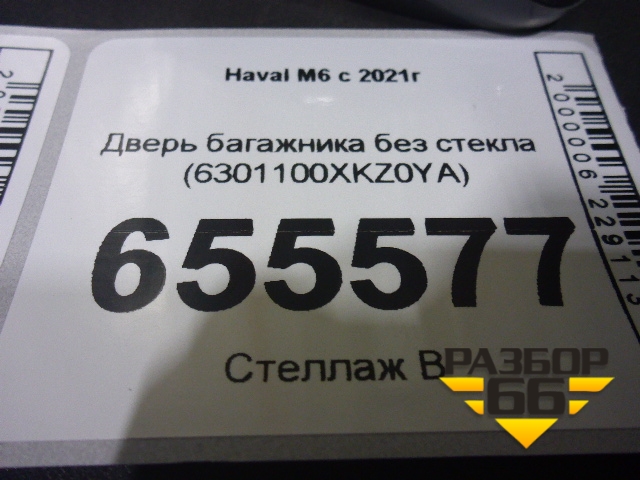 Haval M6 с 2021г
Дверь багажника без стекла
(6301100XKZ0YA)
655577
Стеллаж В
РАЗБОР
66